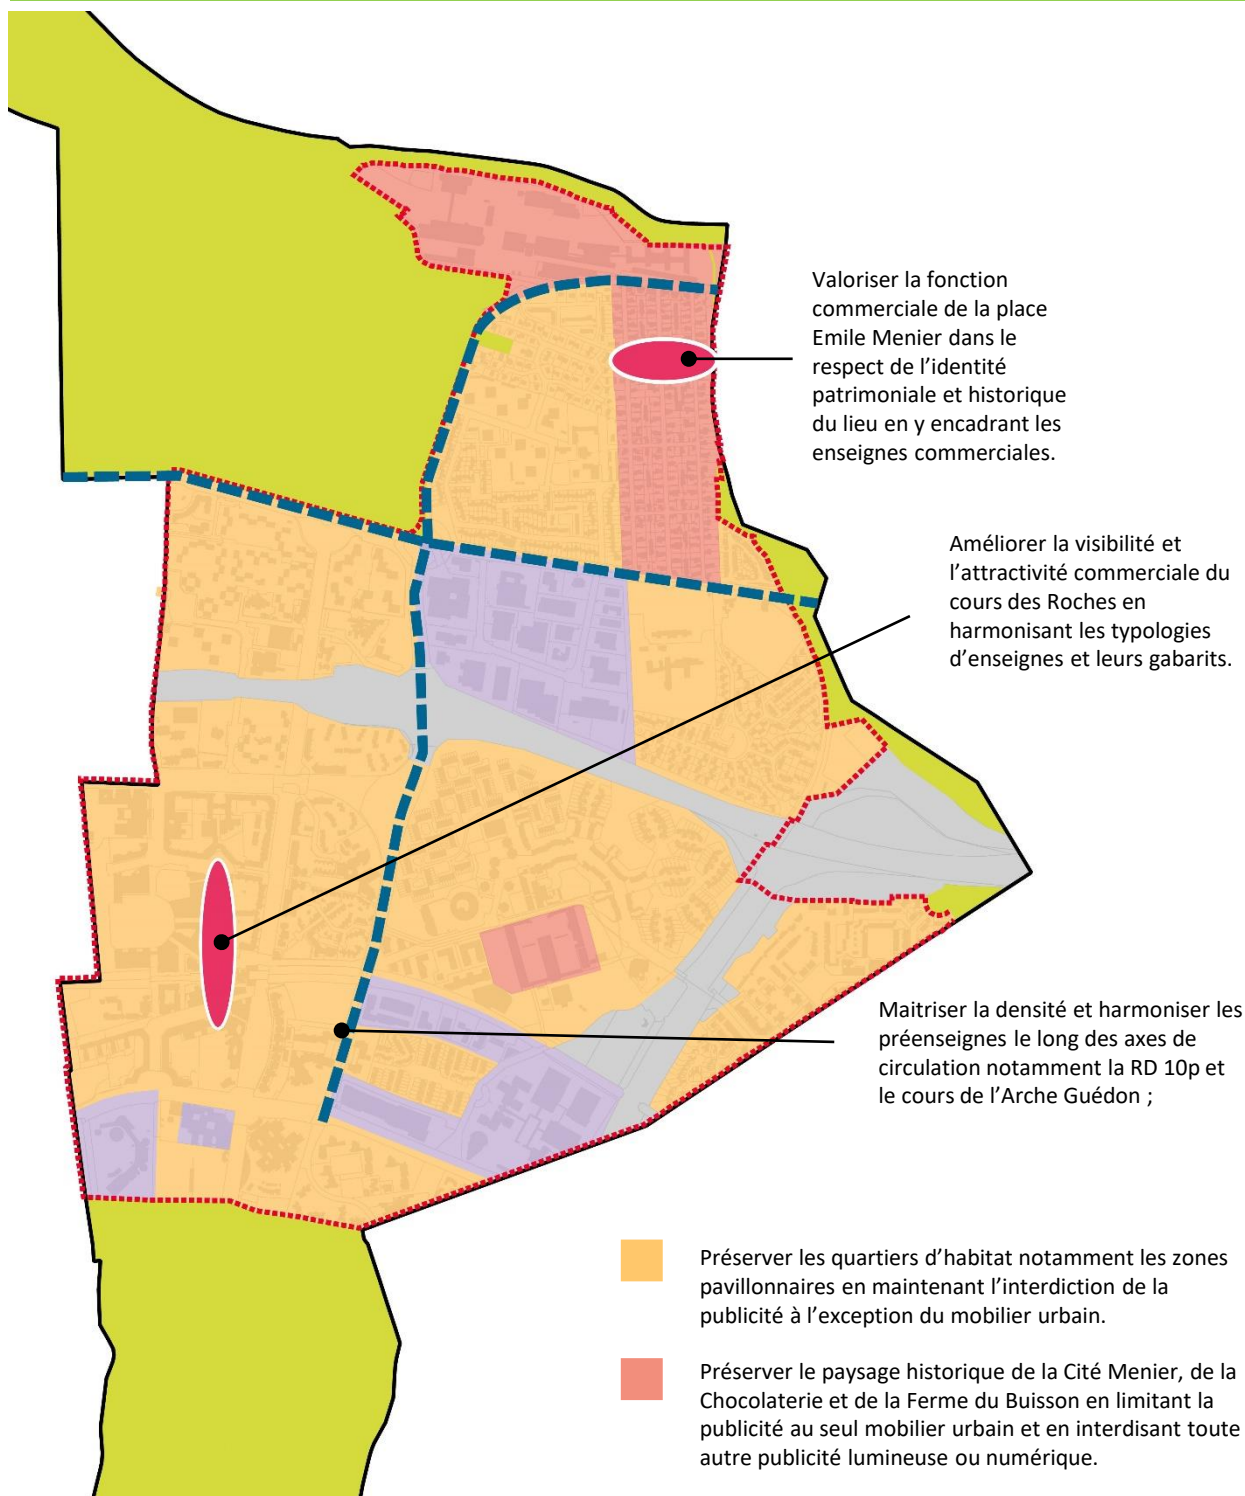 Valoriser la fonction
commerciale de la place
Emile Menier dans le
respect de l’identité
patrimoniale et historique
du lieu en y encadrant les
enseignes commerciales.
Améliorer la visibilité et
l’attractivité commerciale du
cours des Roches en
harmonisant les typologies
d’enseignes et leurs gabarits.
Maitriser la densité et harmoniser les
préenseignes le long des axes de
circulation notamment la RD 10p et
le cours de l’Arche Guédon ;
Préserver les quartiers d’habitat notamment les zones
pavillonnaires en maintenant l’interdiction de la
publicité à l’exception du mobilier urbain.
Préserver le paysage historique de la Cité Menier, de la
Chocolaterie et de la Ferme du Buisson en limitant la
publicité au seul mobilier urbain et en interdisant toute
autre publicité lumineuse ou numérique.